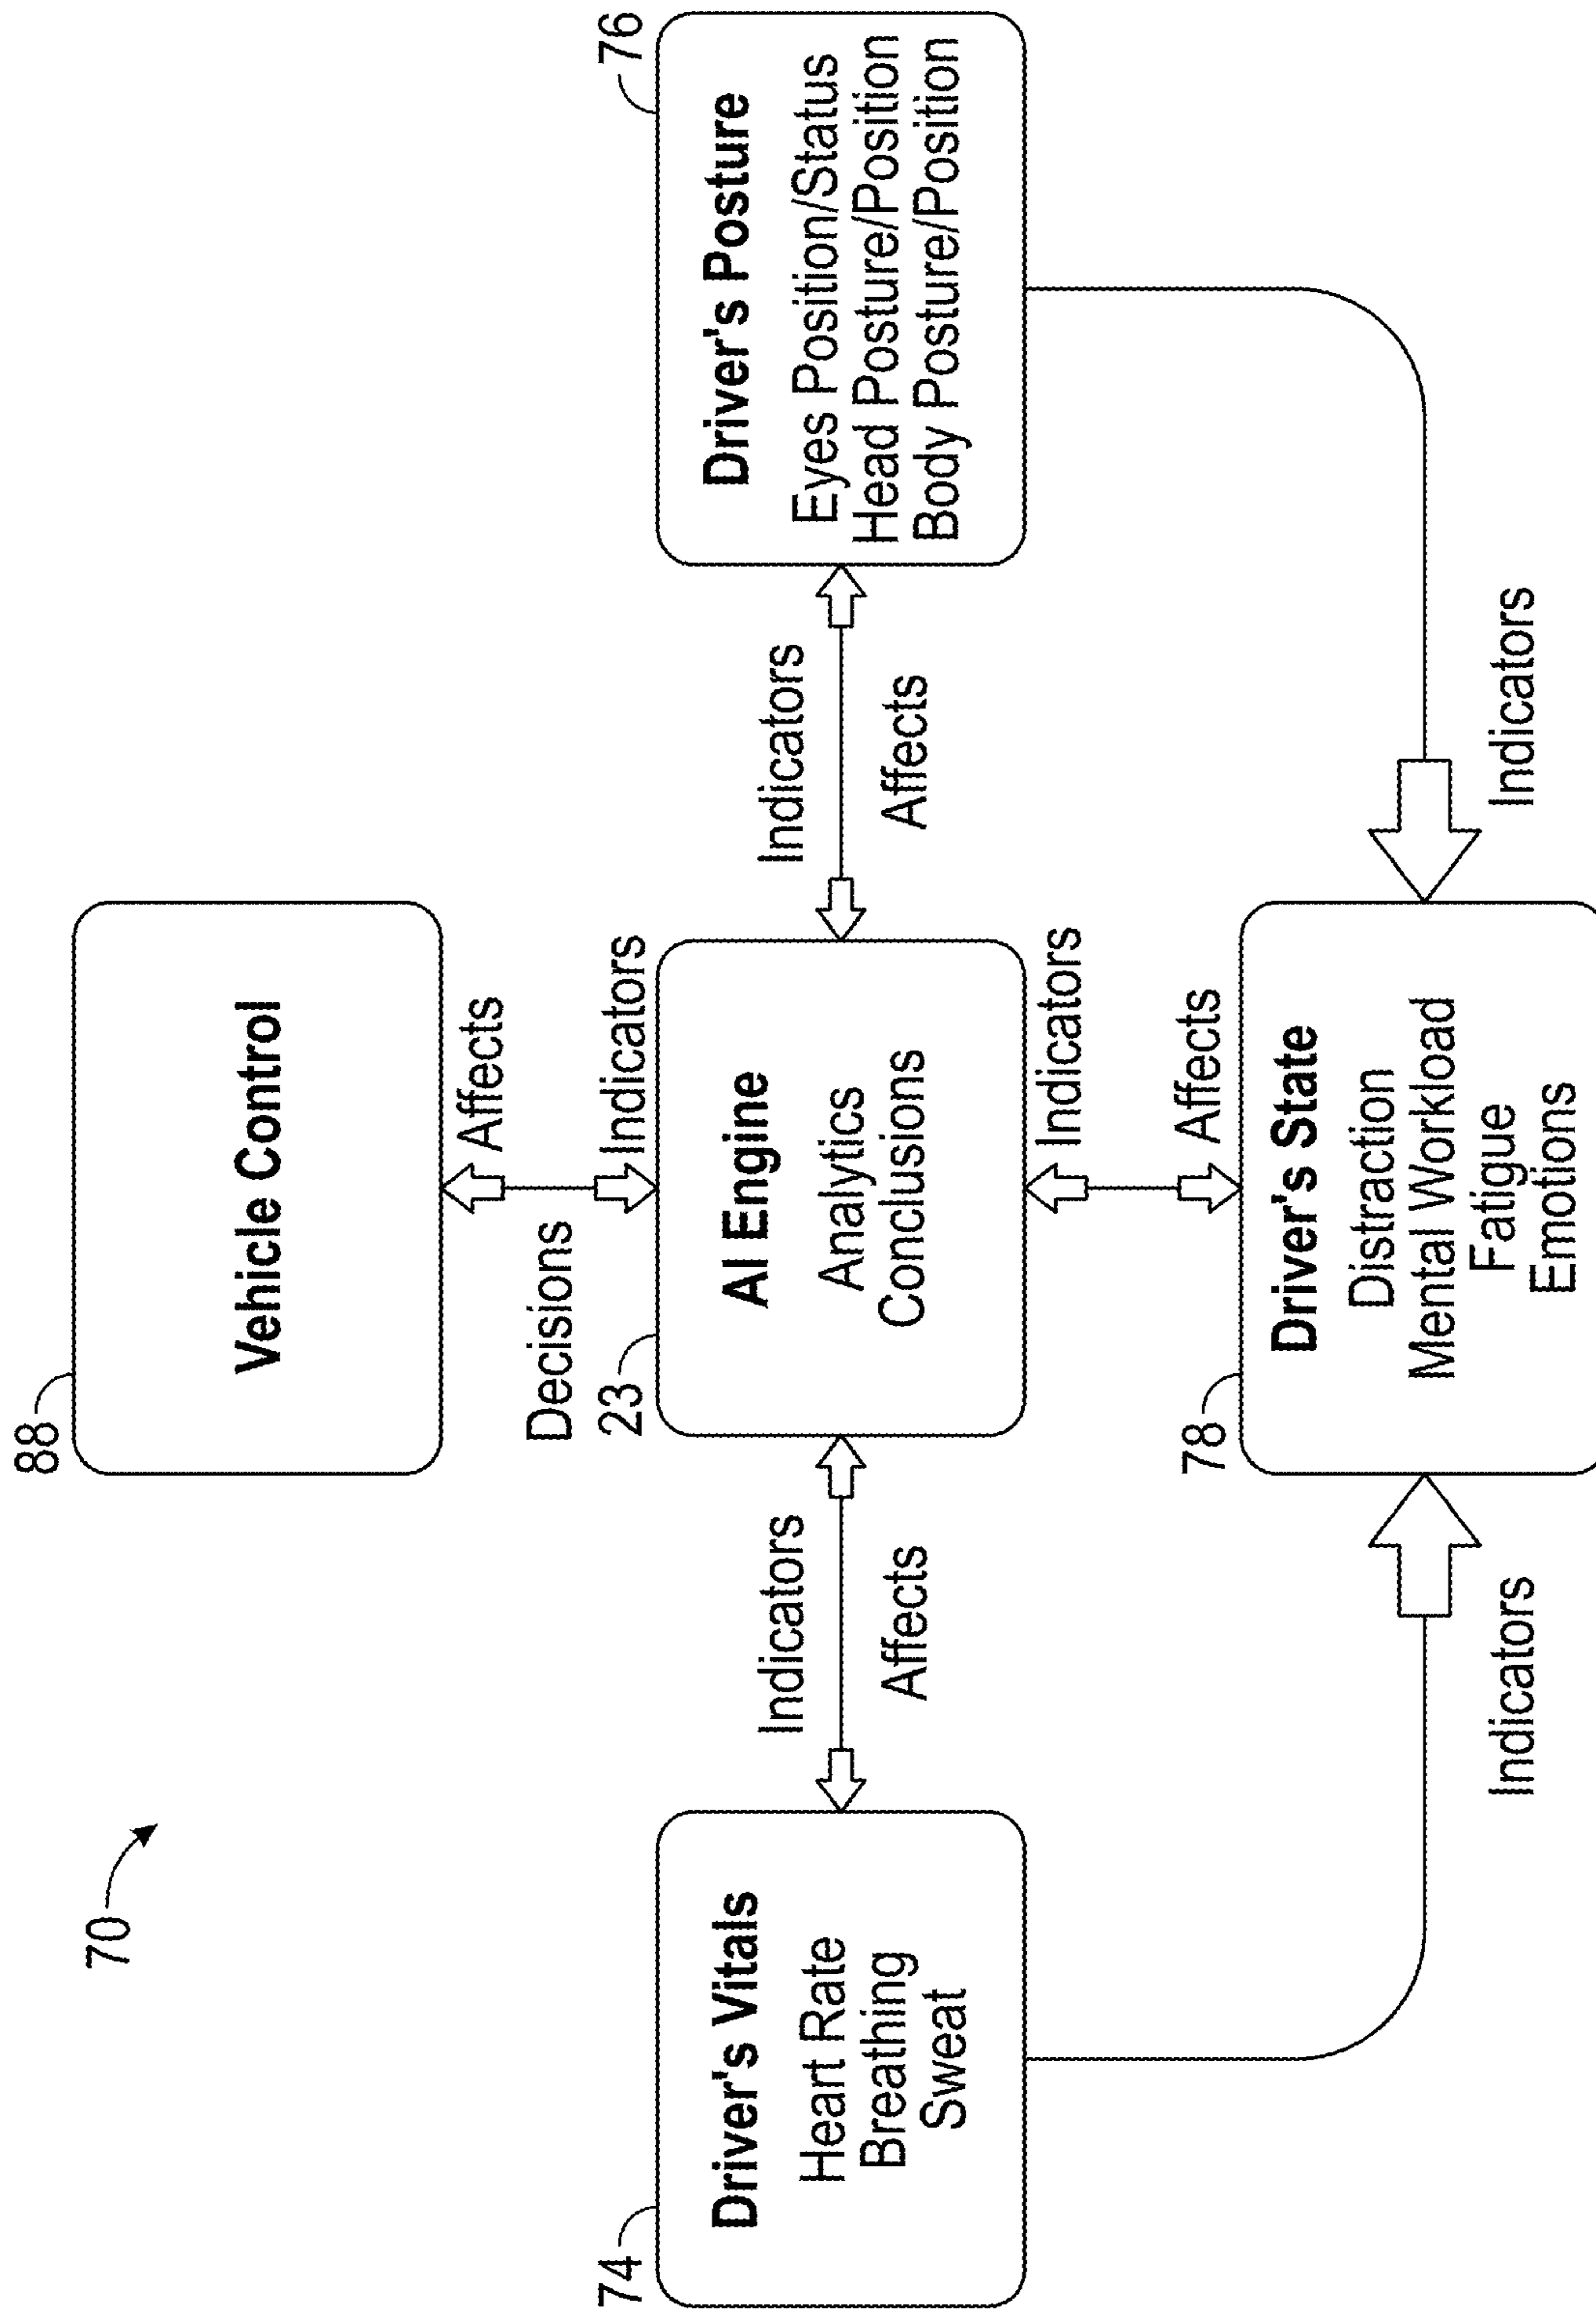 70
88
Vehicle Control
Affects
Decisions
Indicators
74
Driver's Vitals
Heart Rate
Breathing
Sweat
Indicators
Affects
23
AI Engine
Analytics
Conclusions
Indicators
Affects
76
Driver's Posture
Eyes Position/Status
Head Posture/Position
Body Posture/Position
Indicators
Affects
78
Driver's State
Distraction
Mental Workload
Fatigue
Emotions
Indicators
Indicators